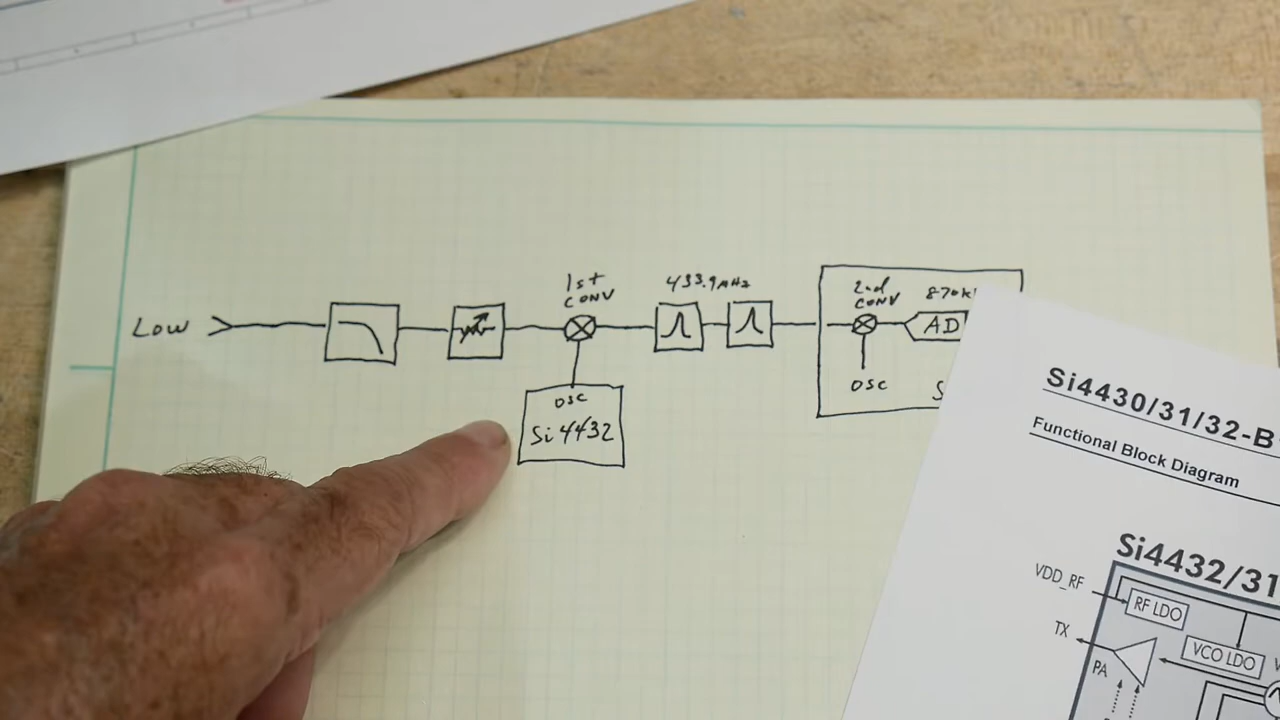 Low
1st
CONV
433.9MHz
2nd
CONV
870k
AD
OSC
S
OSC
Si4432
Si4430/31/32-B
Functional Block Diagram
Si4432/31
VDD_RF
RF LDO
TX
VCO LDO
PA